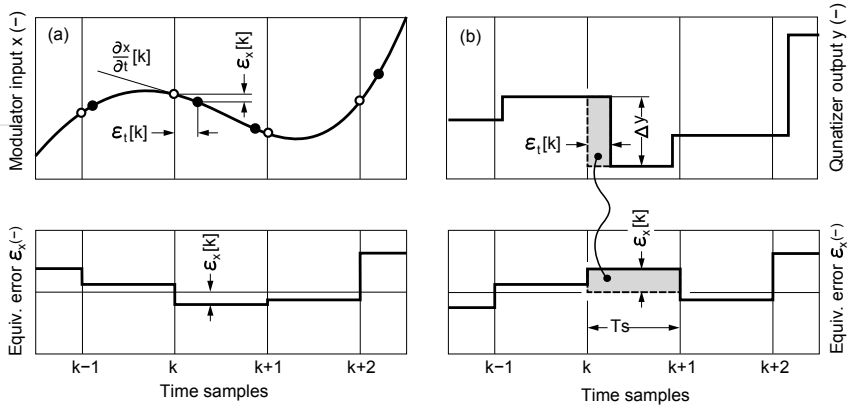 Modulator input x (−)
(a)
∂x
∂t
[k]
εx[k]
εt[k]
Equiv. error εx(−)
εx[k]
k−1
k
k+1
k+2
Time samples
(b)
Qunatizer output y (−)
εt[k]
Δy
εx[k]
Equiv. error εx(−)
Ts
k−1
k
k+1
k+2
Time samples